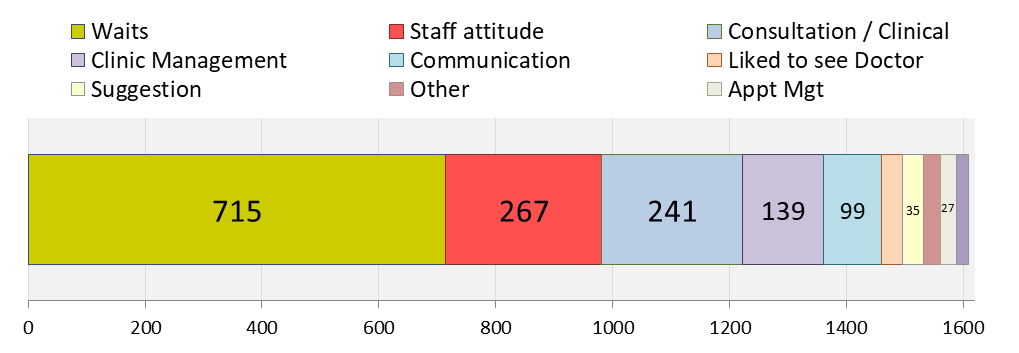 Waits Staff attitude Consultation / Clinical
Clinic Management Communication Liked to see Doctor
Suggestion Other Appt Mgt
715 267 241 139 99 35 27
0 200 400 600 800 1000 1200 1400 1600